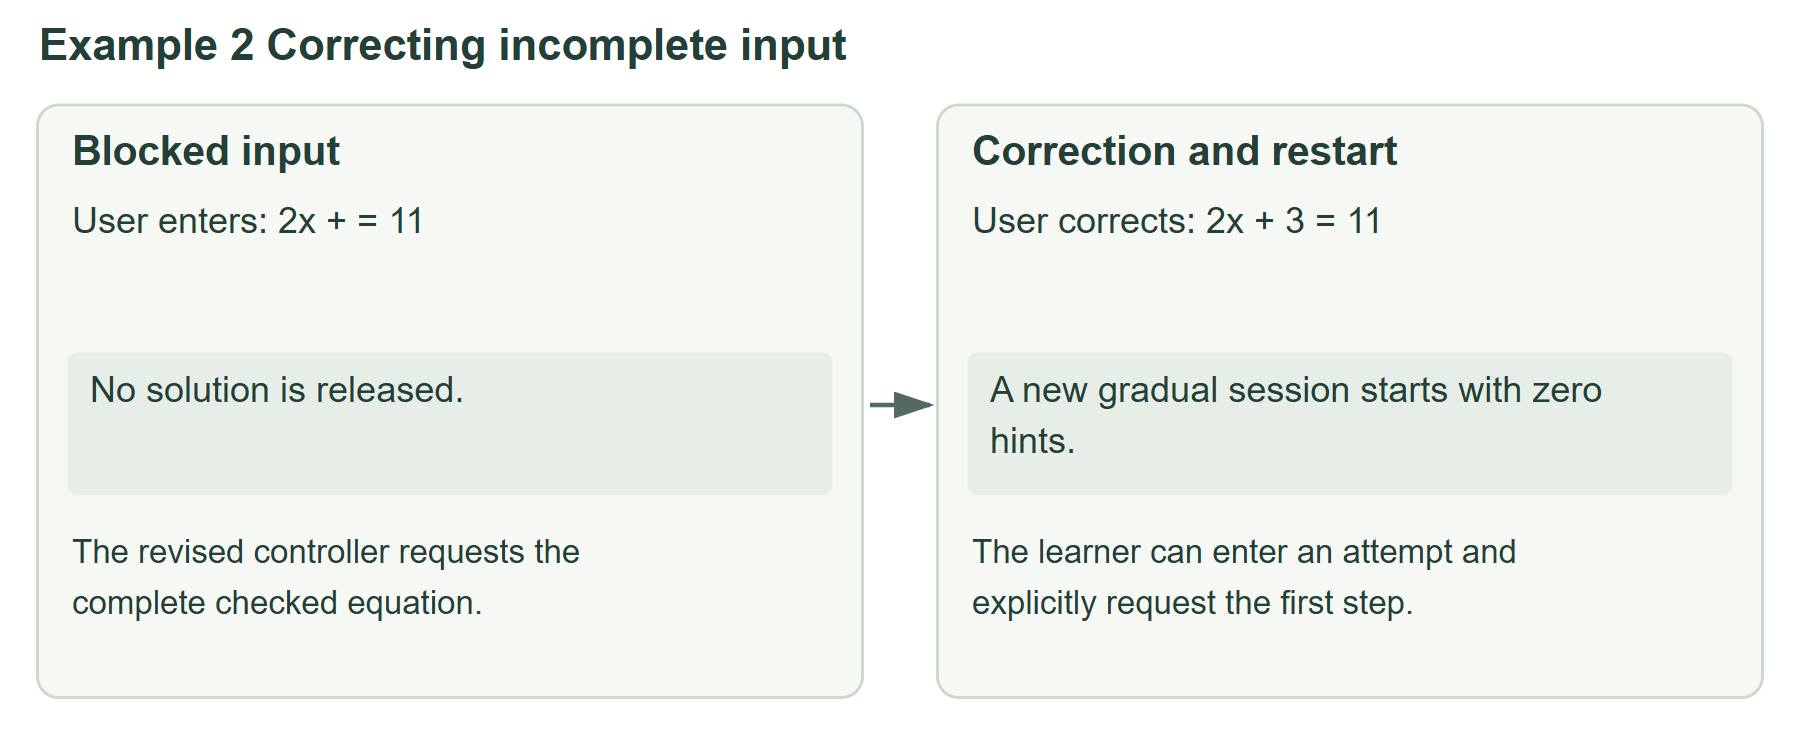 Example 2 Correcting incomplete input
Blocked input
User enters: 2x + = 11
No solution is released.
The revised controller requests the
complete checked equation.
Correction and restart
User corrects: 2x + 3 = 11
A new gradual session starts with zero
hints.
The learner can enter an attempt and
explicitly request the first step.